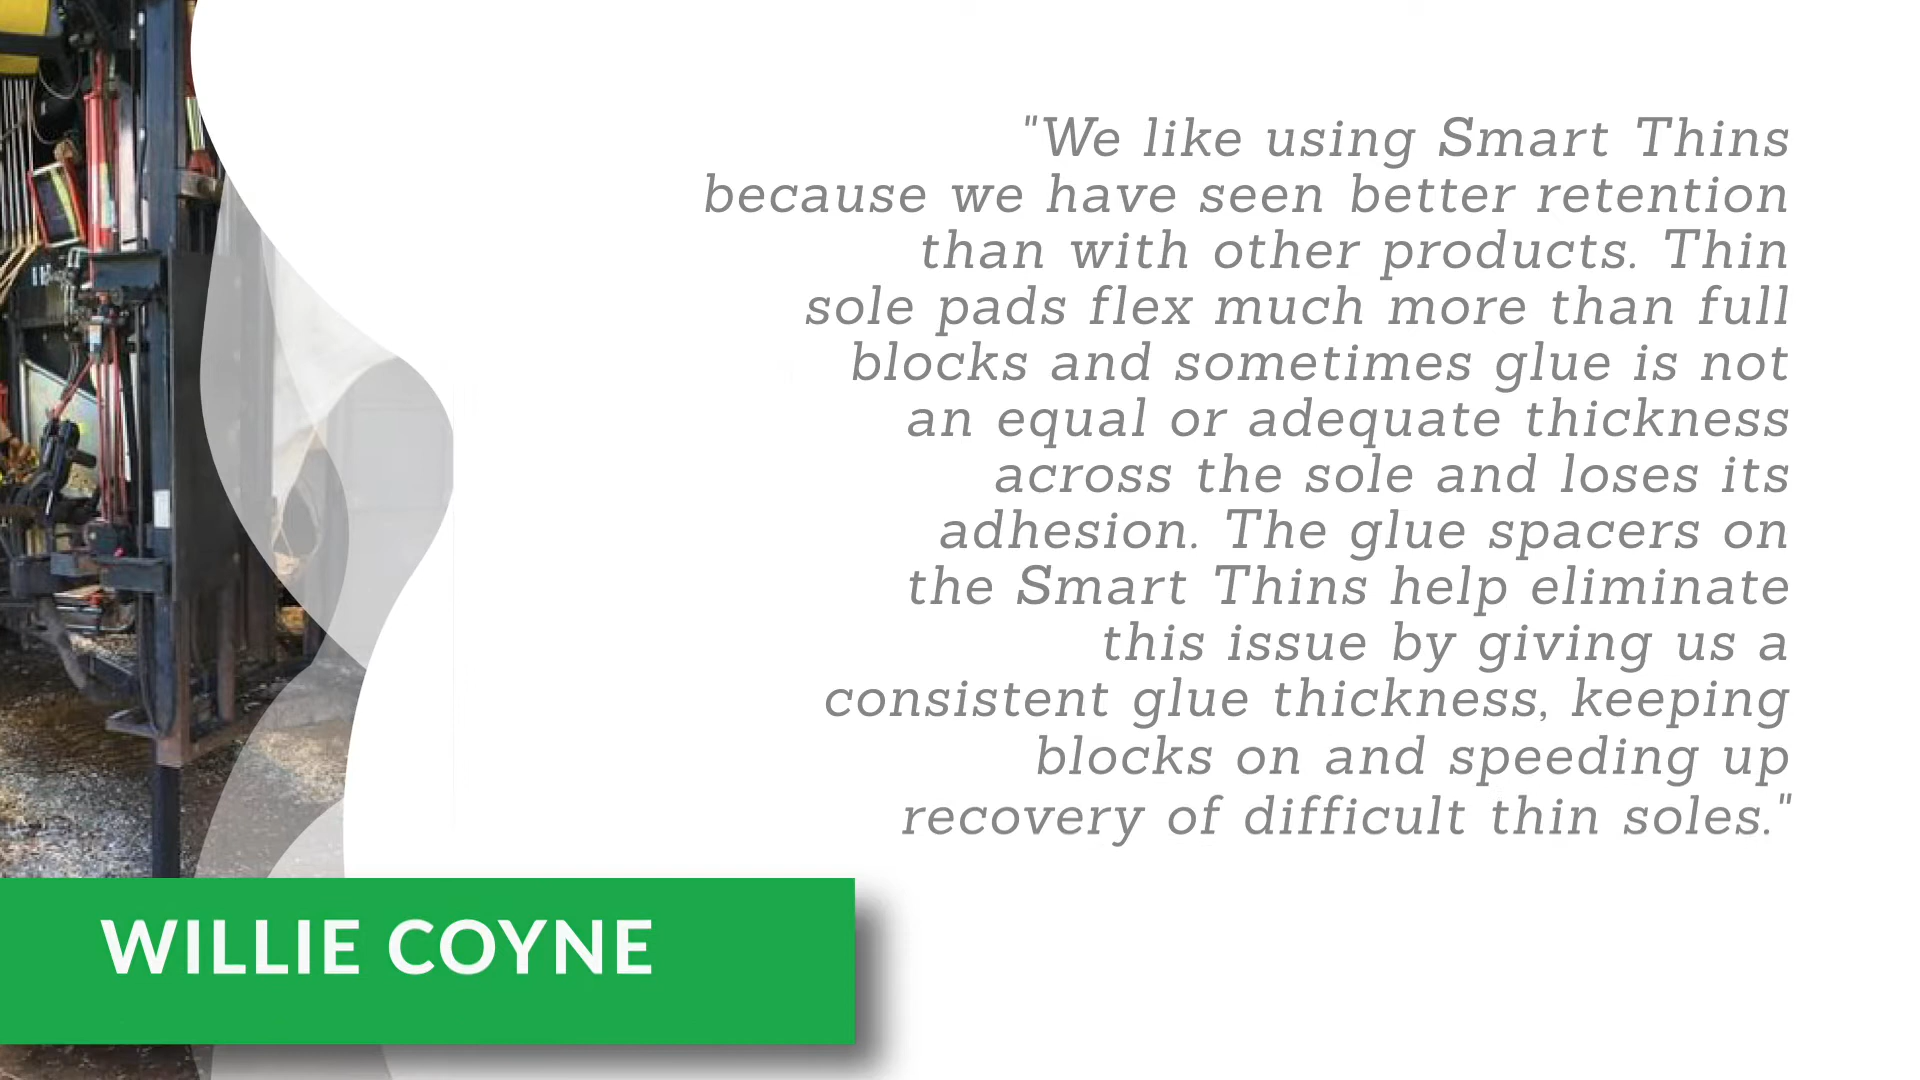 "We like using Smart Thins
because we have seen better retention
than with other products. Thin
sole pads flex much more than full
blocks and sometimes glue is not
an equal or adequate thickness
across the sole and loses its
adhesion. The glue spacers on
the Smart Thins help eliminate
this issue by giving us a
consistent glue thickness, keeping
blocks on and speeding up
recovery of difficult thin soles."
WILLIE COYNE